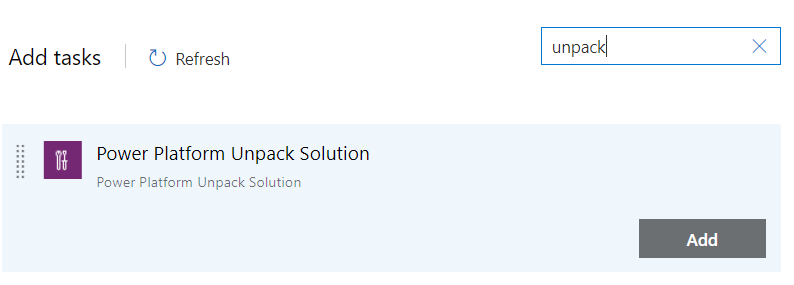 Add tasks
Refresh
unpack
Power Platform Unpack Solution
Power Platform Unpack Solution
Add